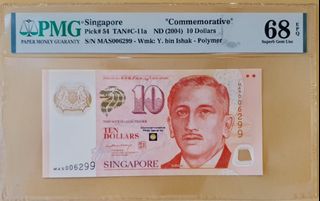 PMG
PAPER MONEY GUARANTY
Singapore "Commemorative"
Pick# 54 TAN#C-11a ND (2004) 10 Dollars
S/N MAS006299 - Wmk: Y. bin Ishak - Polymer
68 EPQ
Superb Gem Unc
10
MAS006299
TEN
DOLLARS
MAS006299
SINGAPORE